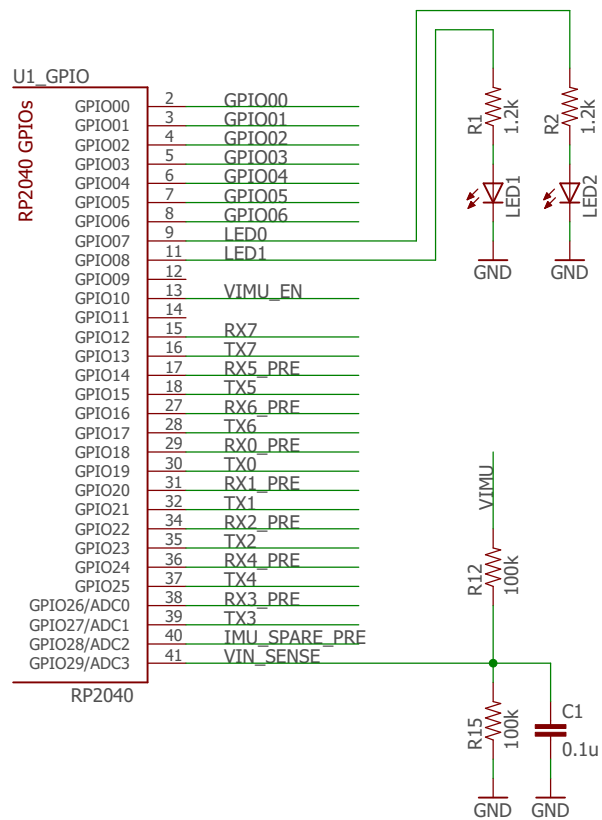 U1_GPIO
RP2040 GPIOs
GPIO00 2 GPIO00
GPIO01 3 GPIO01
GPIO02 4 GPIO02
GPIO03 5 GPIO03
GPIO04 6 GPIO04
GPIO05 7 GPIO05
GPIO06 8 GPIO06
GPIO07 9 LED0
GPIO08 11 LED1
GPIO09 12
GPIO10 13 VIMU_EN
GPIO11 14
GPIO12 15 RX7
GPIO13 16 TX7
GPIO14 17 RX5_PRE
GPIO15 18 TX5
GPIO16 27 RX6_PRE
GPIO17 28 TX6
GPIO18 29 RX0_PRE
GPIO19 30 TX0
GPIO20 31 RX1_PRE
GPIO21 32 TX1
GPIO22 34 RX2_PRE
GPIO23 35 TX2
GPIO24 36 RX4_PRE
GPIO25 37 TX4
GPIO26/ADC0 38 RX3_PRE
GPIO27/ADC1 39 TX3
GPIO28/ADC2 40 IMU_SPARE_PRE
GPIO29/ADC3 41 VIN_SENSE
RP2040
R1
1.2k
R2
1.2k
LED1
LED2
GND
GND
VIMU
R12
100k
R15
100k
C1
0.1u
GND
GND